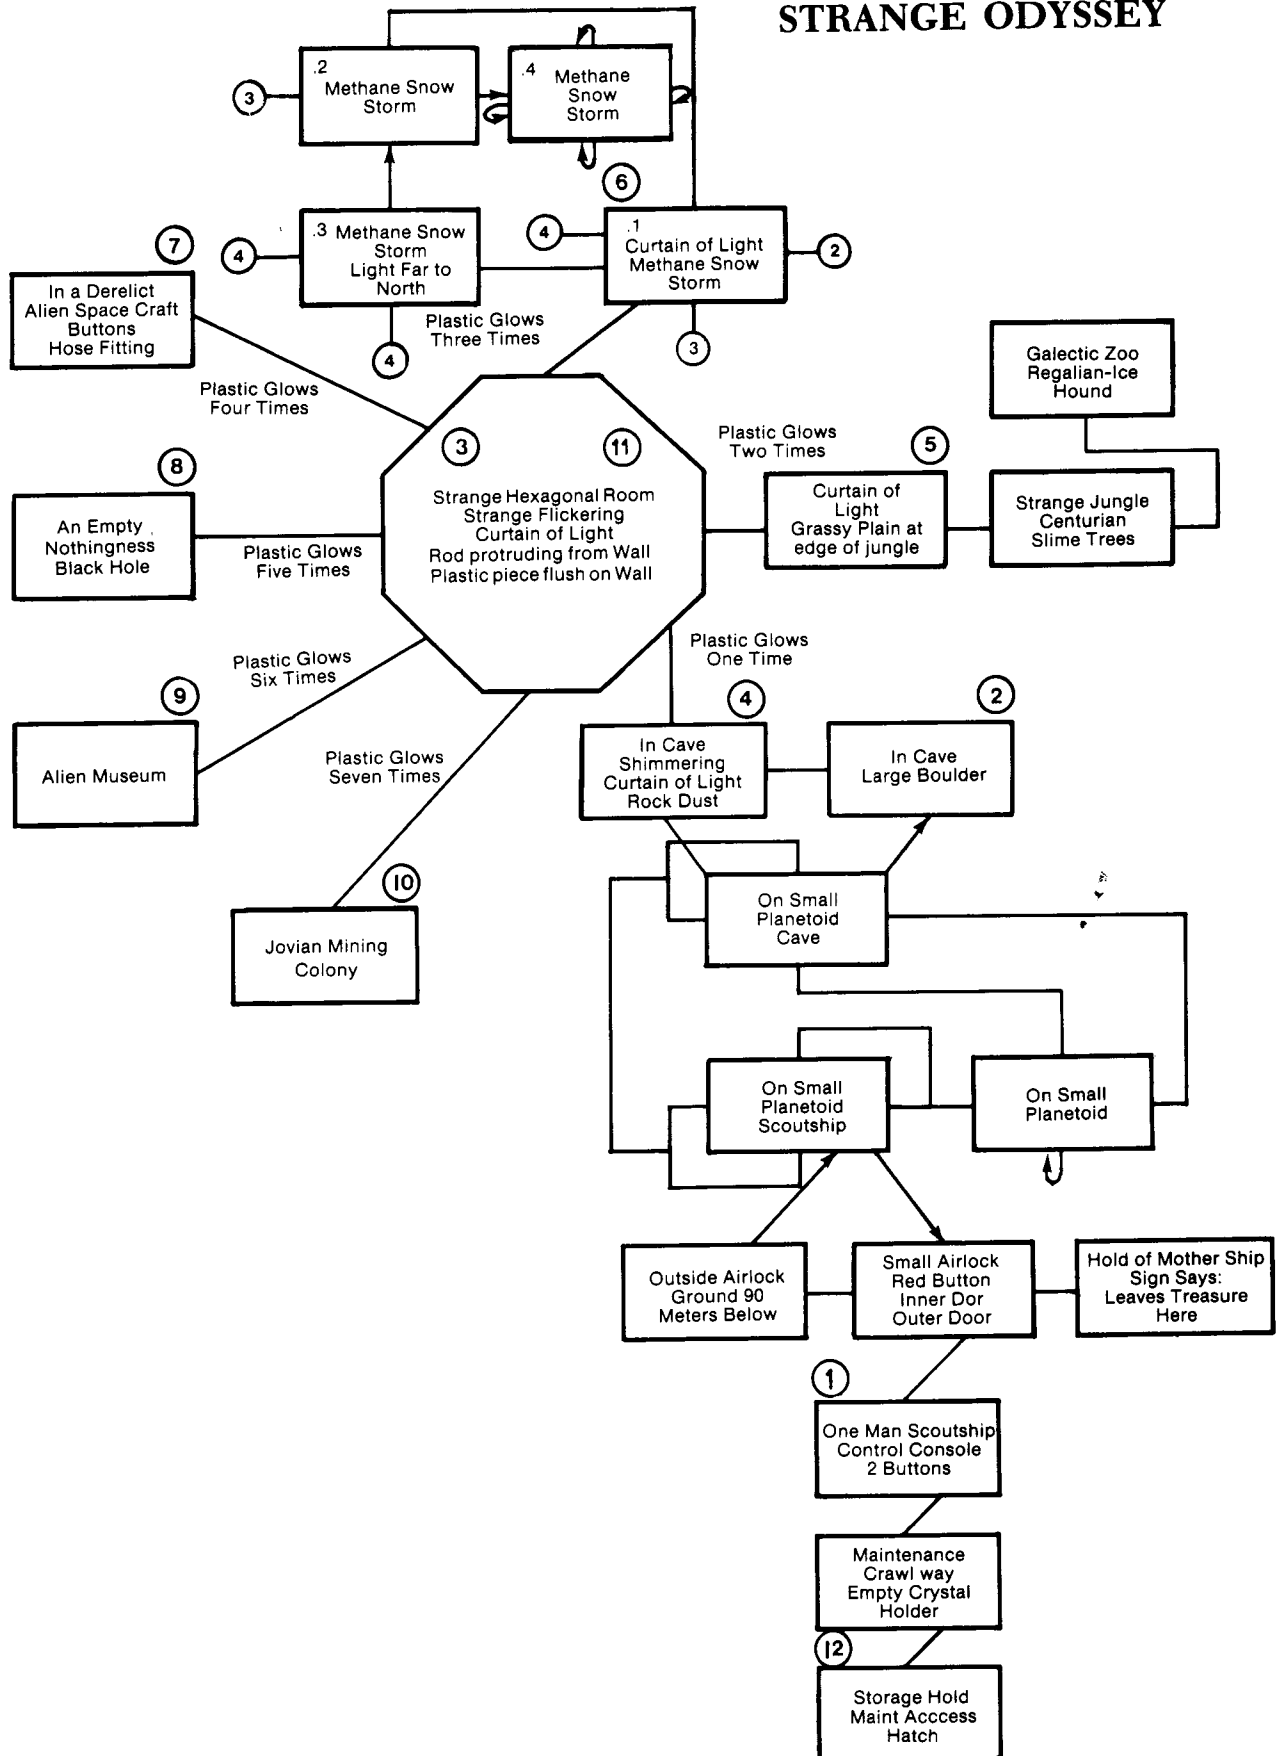 STRANGE ODYSSEY
.2
Methane Snow
Storm
.4
Methane
Snow
Storm
3
6
.3 Methane Snow
Storm
Light Far to
North
4
4
.1
Curtain of Light
Methane Snow
Storm
4
2
3
7
In a Derelict
Alien Space Craft
Buttons
Hose Fitting
Plastic Glows
Three Times
Plastic Glows
Four Times
Galectic Zoo
Regalian-Ice
Hound
3
11
Strange Hexagonal Room
Strange Flickering
Curtain of Light
Rod protruding from Wall
Plastic piece flush on Wall
Plastic Glows
Two Times
5
Curtain of
Light
Grassy Plain at
edge of jungle
Strange Jungle
Centurian
Slime Trees
8
An Empty
Nothingness
Black Hole
Plastic Glows
Five Times
Plastic Glows
Six Times
9
Alien Museum
Plastic Glows
Seven Times
10
Jovian Mining
Colony
Plastic Glows
One Time
4
In Cave
Shimmering
Curtain of Light
Rock Dust
2
In Cave
Large Boulder
On Small
Planetoid
Cave
On Small
Planetoid
Scoutship
On Small
Planetoid
Outside Airlock
Ground 90
Meters Below
Small Airlock
Red Button
Inner Dor
Outer Door
Hold of Mother Ship
Sign Says:
Leaves Treasure
Here
1
One Man Scoutship
Control Console
2 Buttons
Maintenance
Crawl way
Empty Crystal
Holder
12
Storage Hold
Maint Acccess
Hatch